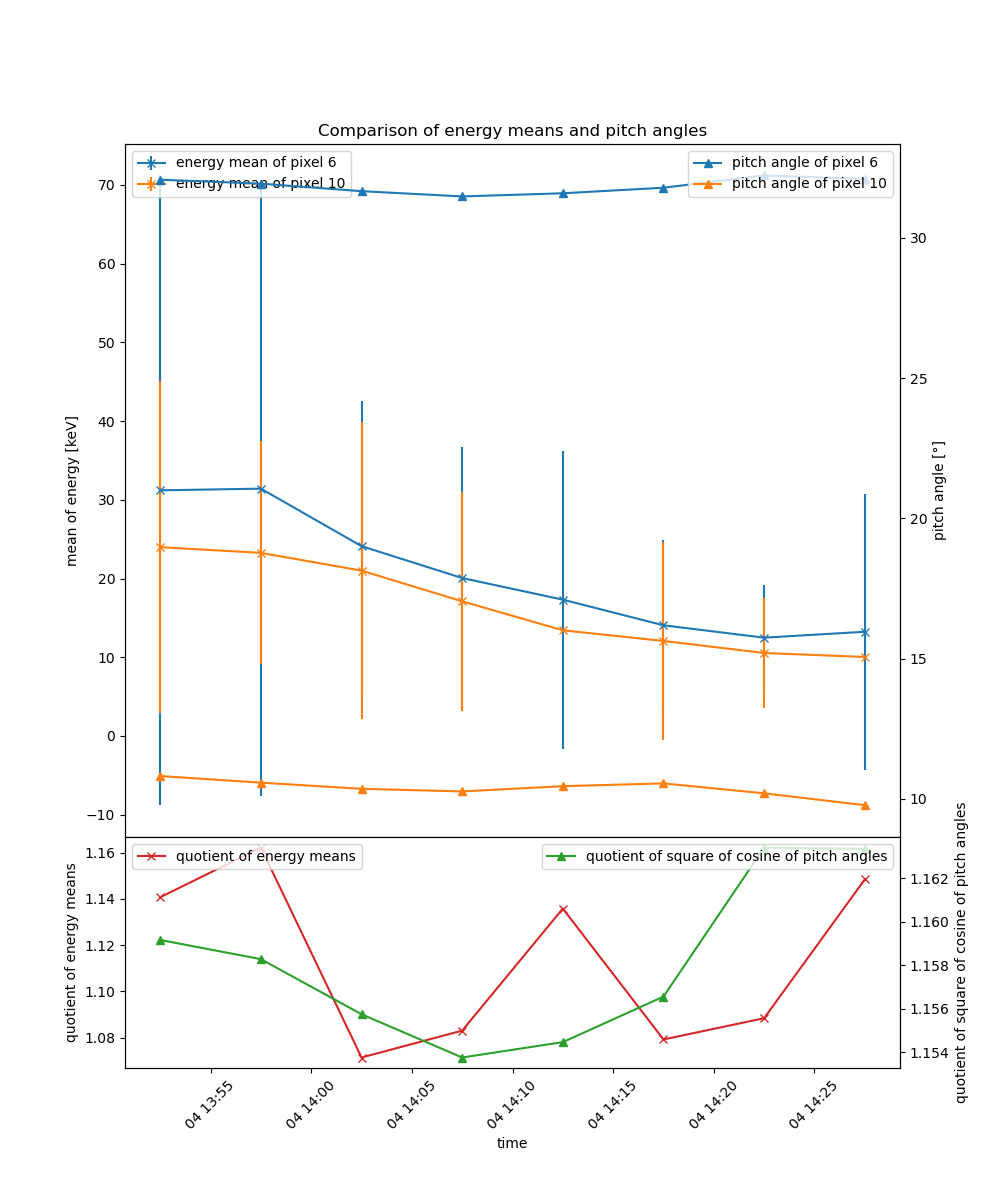 Comparison of energy means and pitch angles
energy mean of pixel 6
energy mean of pixel 10
pitch angle of pixel 6
pitch angle of pixel 10
mean of energy [keV]
70
60
50
40
30
20
10
0
−10
pitch angle [°]
30
25
20
15
10
quotient of energy means
quotient of square of cosine of pitch angles
quotient of energy means
1.16
1.14
1.12
1.10
1.08
quotient of square of cosine of pitch angles
1.162
1.160
1.158
1.156
1.154
04 13:55
04 14:00
04 14:05
04 14:10
04 14:15
04 14:20
04 14:25
time